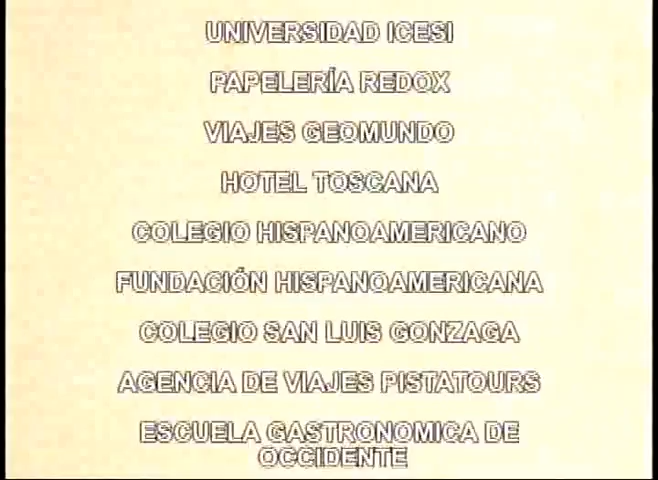 UNIVERSIDAD ICESI
PAPELERÍA REDOX
VIAJES GEOMUNDO
HOTEL TOSCANA
COLEGIO HISPANOAMERICANO
FUNDACIÓN HISPANOAMERICANA
COLEGIO SAN LUIS GONZAGA
AGENCIA DE VIAJES PISTATOURS
ESCUELA GASTRONOMICA DE
OCCIDENTE